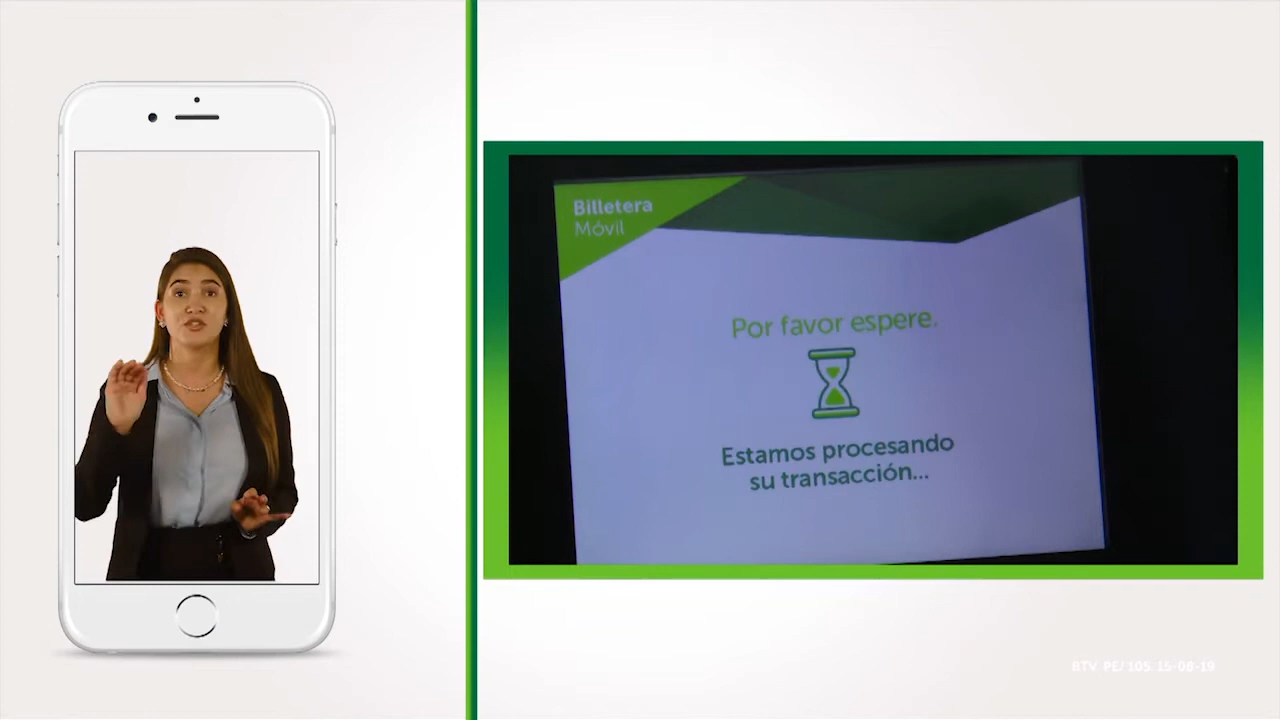 Billetera
Móvil
Por favor espere.
Estamos procesando
su transacción...
BTV PE/ 105 15-08-19